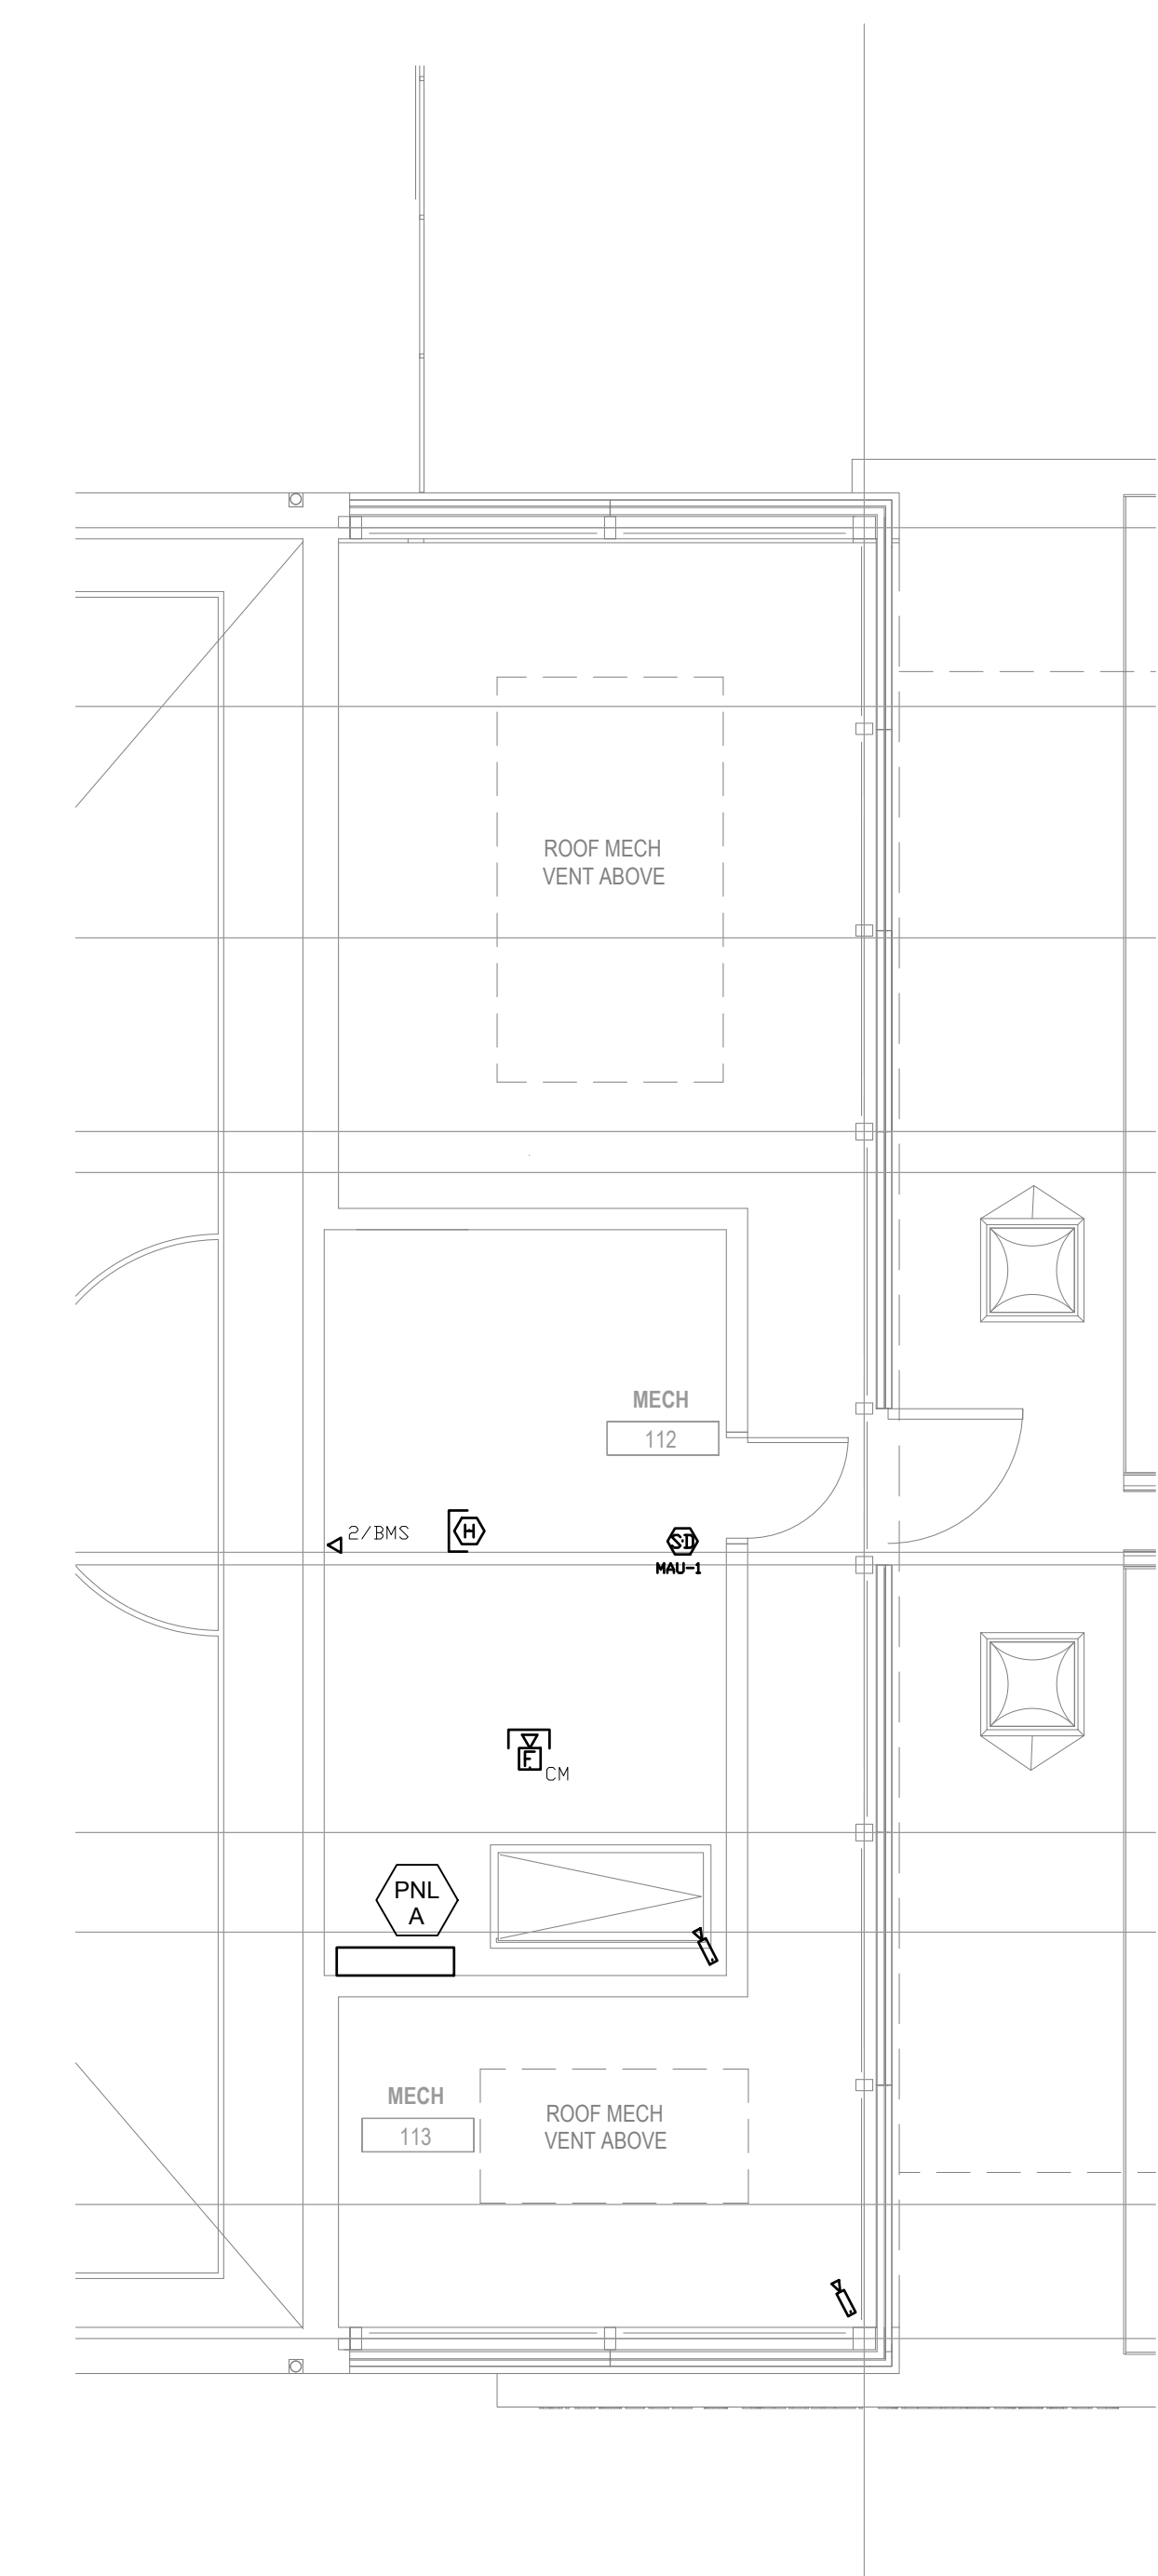 ROOF MECH
VENT ABOVE
MECH
112
2/BMS
H
SD
MAU-1
F
CM
PNL
A
MECH
113
ROOF MECH
VENT ABOVE